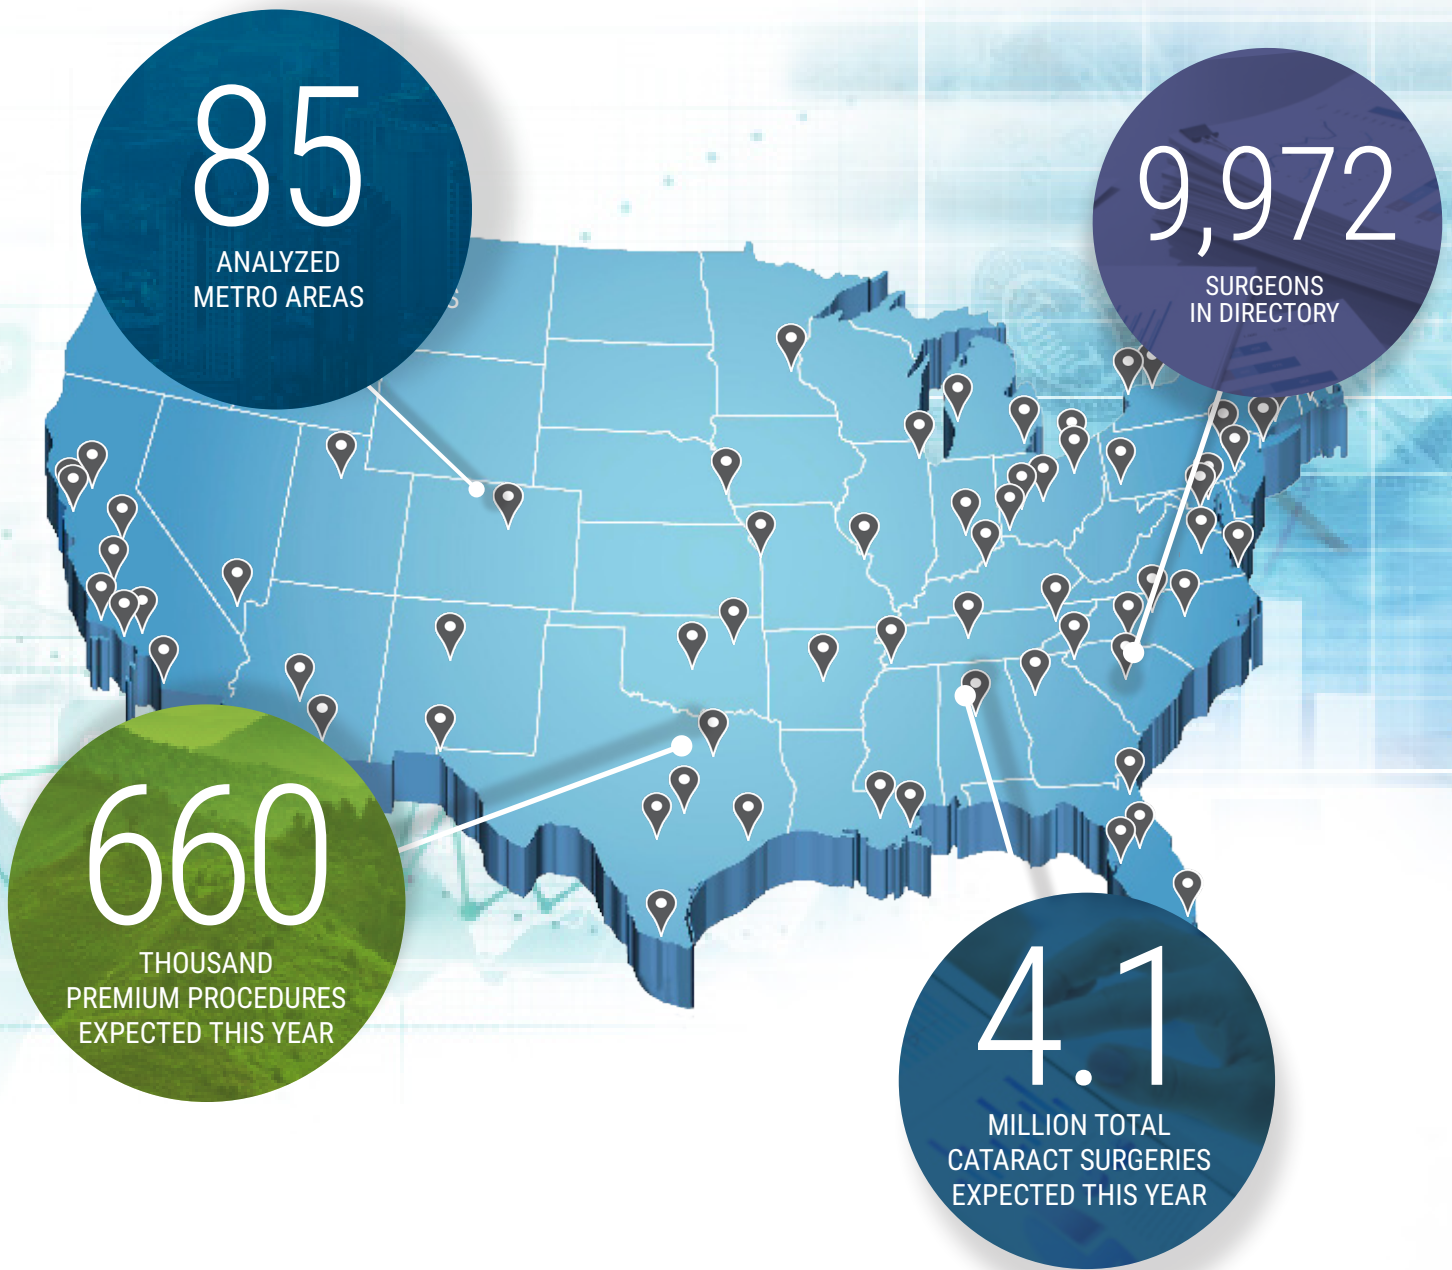 85
ANALYZED
METRO AREAS
9,972
SURGEONS
IN DIRECTORY
660
THOUSAND
PREMIUM PROCEDURES
EXPECTED THIS YEAR
4.1
MILLION TOTAL
CATARACT SURGERIES
EXPECTED THIS YEAR